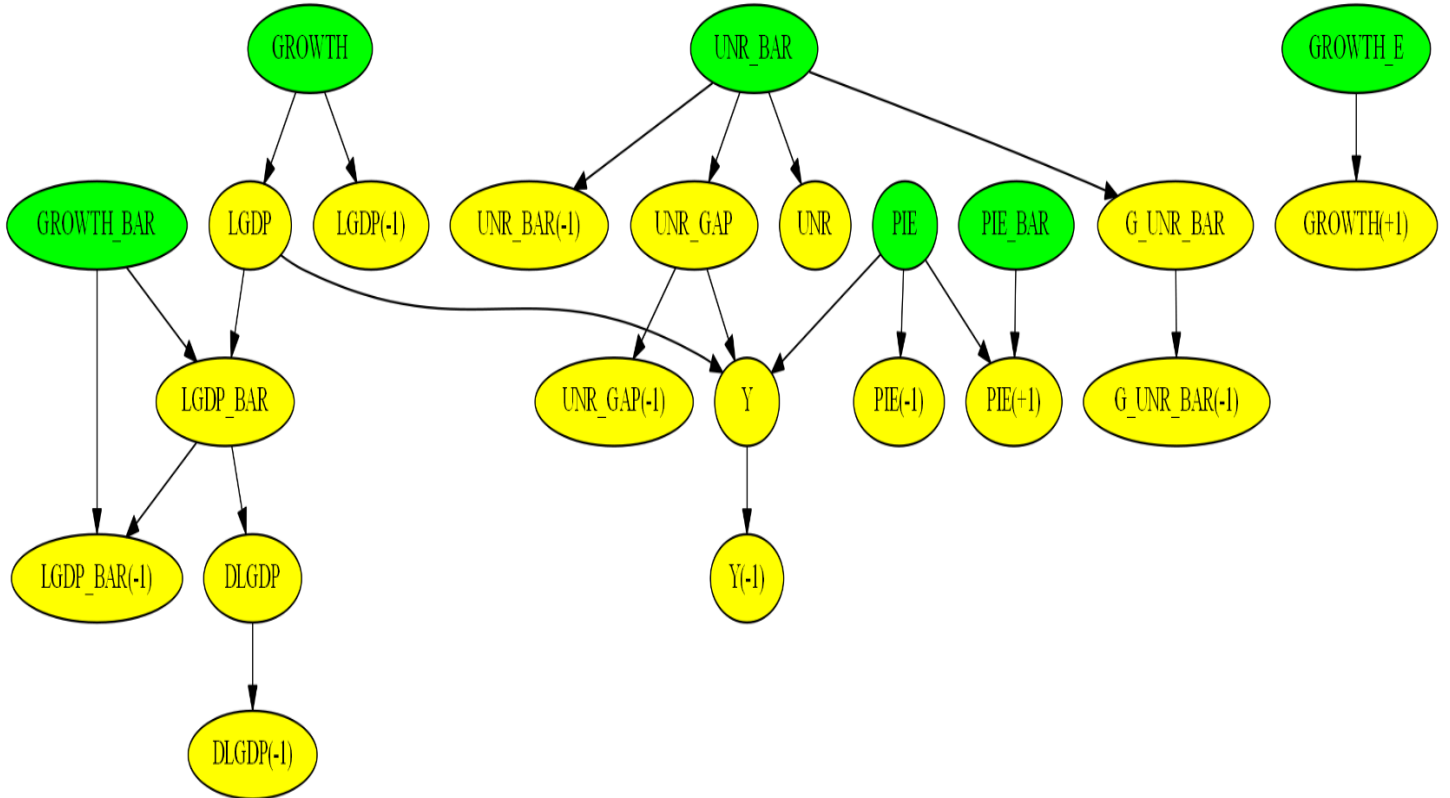 GROWTH
UNR_BAR
GROWTH_E
GROWTH_BAR
LGDP
LGDP(-1)
UNR_BAR(-1)
UNR_GAP
UNR
PIE
PIE_BAR
G_UNR_BAR
GROWTH(+1)
LGDP_BAR
UNR_GAP(-1)
Y
PIE(-1)
PIE(+1)
G_UNR_BAR(-1)
LGDP_BAR(-1)
DLGDP
Y(-1)
DLGDP(-1)